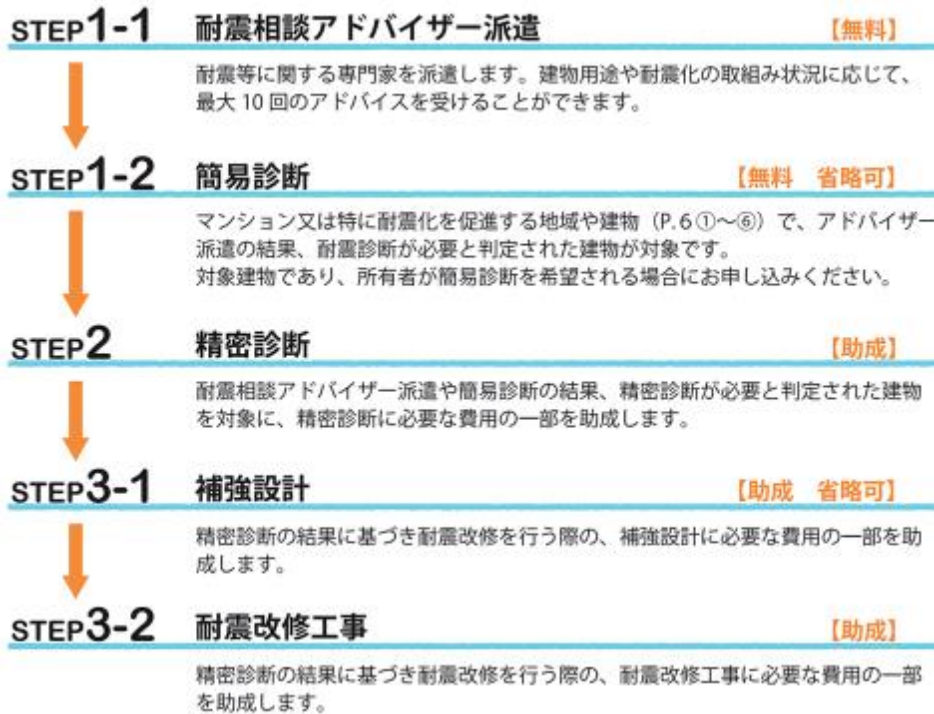 STEP1-1 耐震相談アドバイザー派遣 【無料】
耐震等に関する専門家を派遣します。建物用途や耐震化の取組み状況に応じて、
最大 10 回のアドバイスを受けることができます。
STEP1-2 簡易診断 【無料 省略可】
マンション又は特に耐震化を促進する地域や建物（P.6①～⑥）で、アドバイザー
派遣の結果、耐震診断が必要と判定された建物が対象です。
対象建物であり、所有者が簡易診断を希望される場合にお申し込みください。
STEP2 精密診断 【助成】
耐震相談アドバイザー派遣や簡易診断の結果、精密診断が必要と判定された建物
を対象に、精密診断に必要な費用の一部を助成します。
STEP3-1 補強設計 【助成 省略可】
精密診断の結果に基づき耐震改修を行う際の、補強設計に必要な費用の一部を助
成します。
STEP3-2 耐震改修工事 【助成】
精密診断の結果に基づき耐震改修を行う際の、耐震改修工事に必要な費用の一部
を助成します。